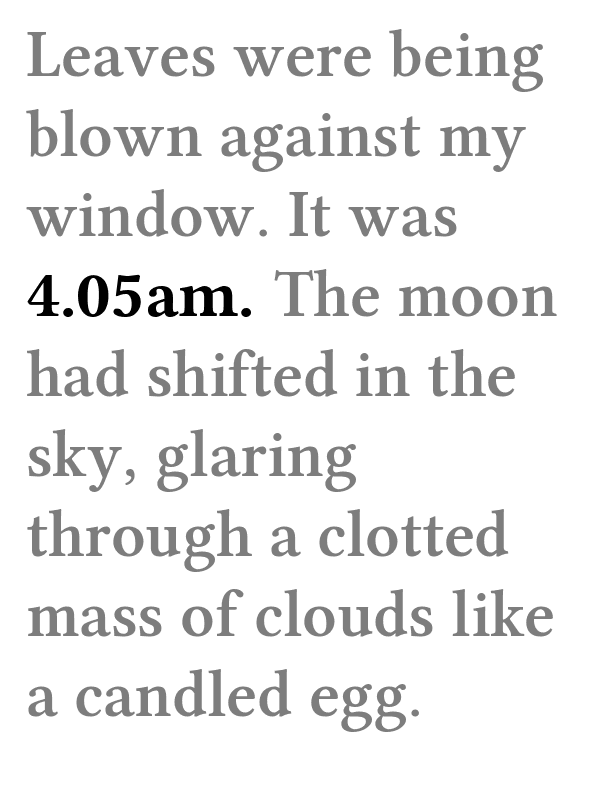 Leaves were being
blown against my
window. It was
4.05am. The moon
had shifted in the
sky, glaring
through a clotted
mass of clouds like
a candled egg.